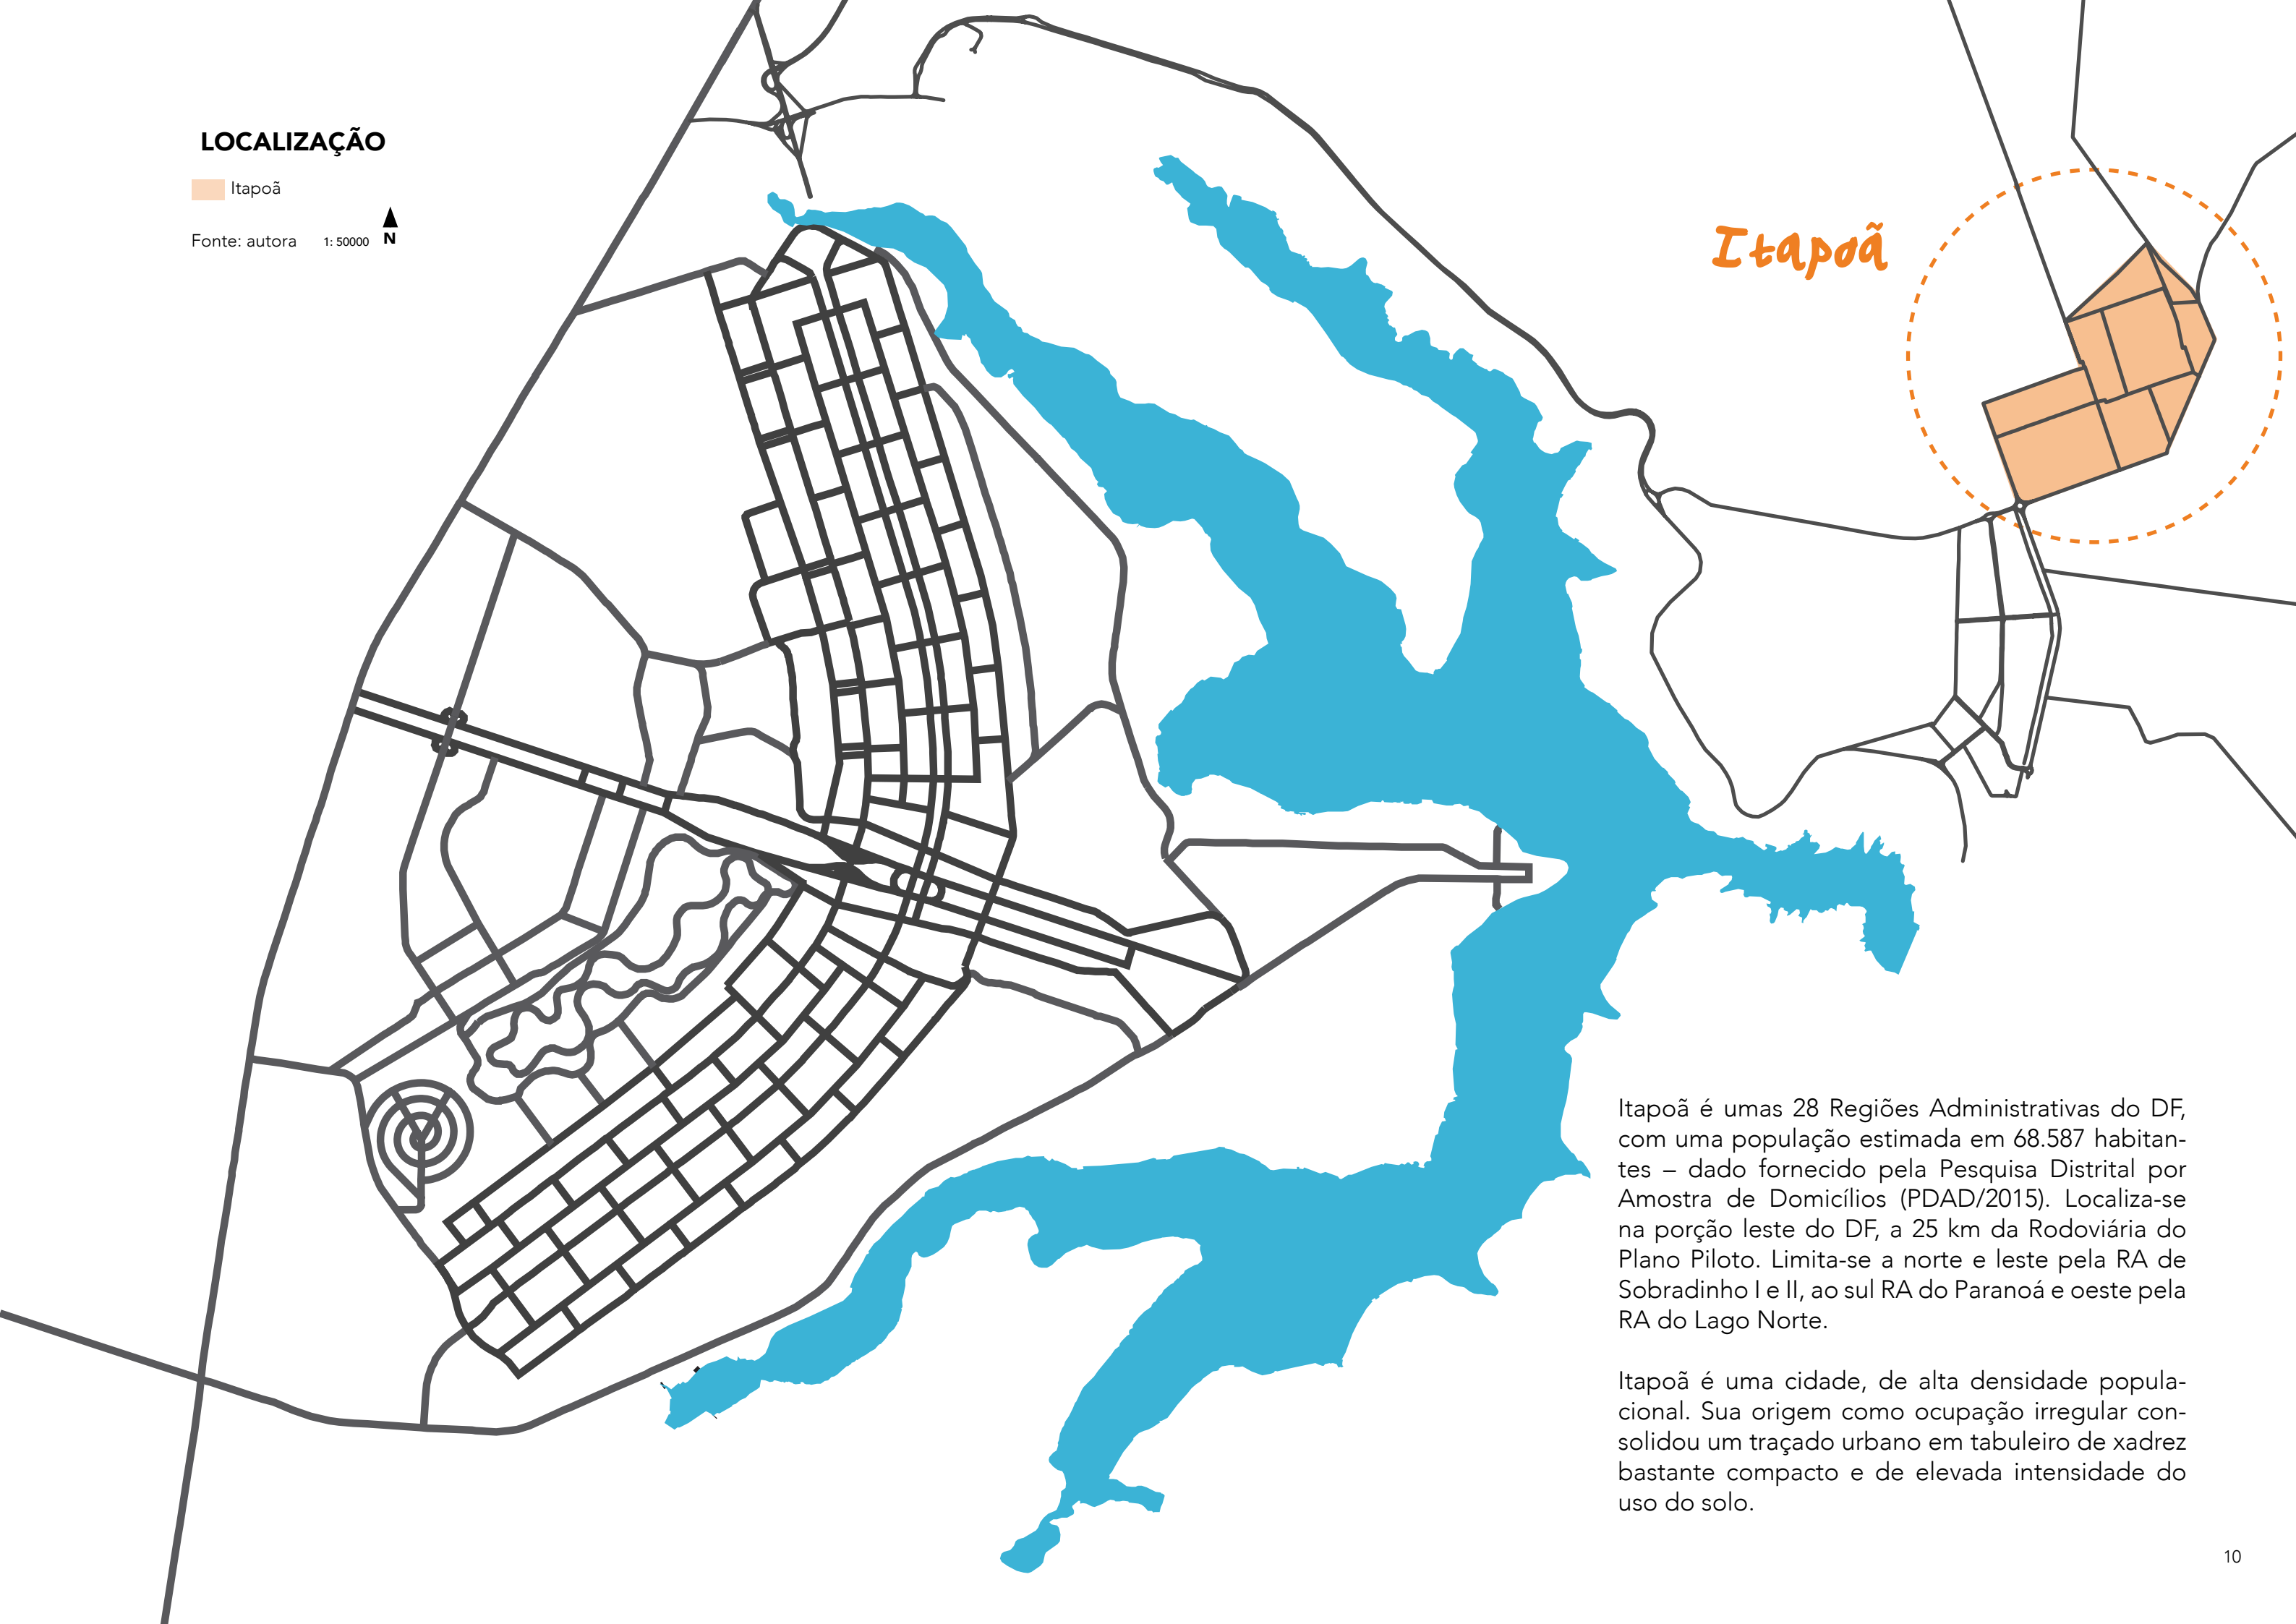 LOCALIZAÇÃO
Itapoã
Fonte: autora
1: 50000
N
Itapoã
Itapoã é umas 28 Regiões Administrativas do DF,
com uma população estimada em 68.587 habitan-
tes – dado fornecido pela Pesquisa Distrital por
Amostra de Domicílios (PDAD/2015). Localiza-se
na porção leste do DF, a 25 km da Rodoviária do
Plano Piloto. Limita-se a norte e leste pela RA de
Sobradinho I e II, ao sul RA do Paranoá e oeste pela
RA do Lago Norte.
Itapoã é uma cidade, de alta densidade popula-
cional. Sua origem como ocupação irregular con-
solidou um traçado urbano em tabuleiro de xadrez
bastante compacto e de elevada intensidade do
uso do solo.
10